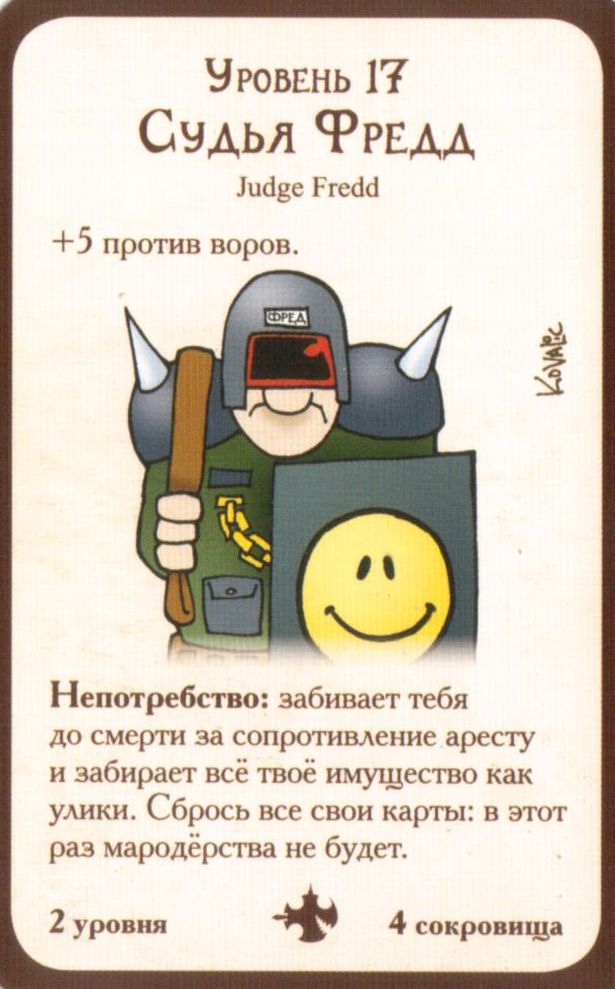 Уровень 17
Судья Фредд
Judge Fredd
+5 против воров.
ФРЕД
Kovalic
Непотребство: забивает тебя
до смерти за сопротивление аресту
и забирает всё твоё имущество как
улики. Сбрось все свои карты: в этот
раз мародёрства не будет.
2 уровня
4 сокровища